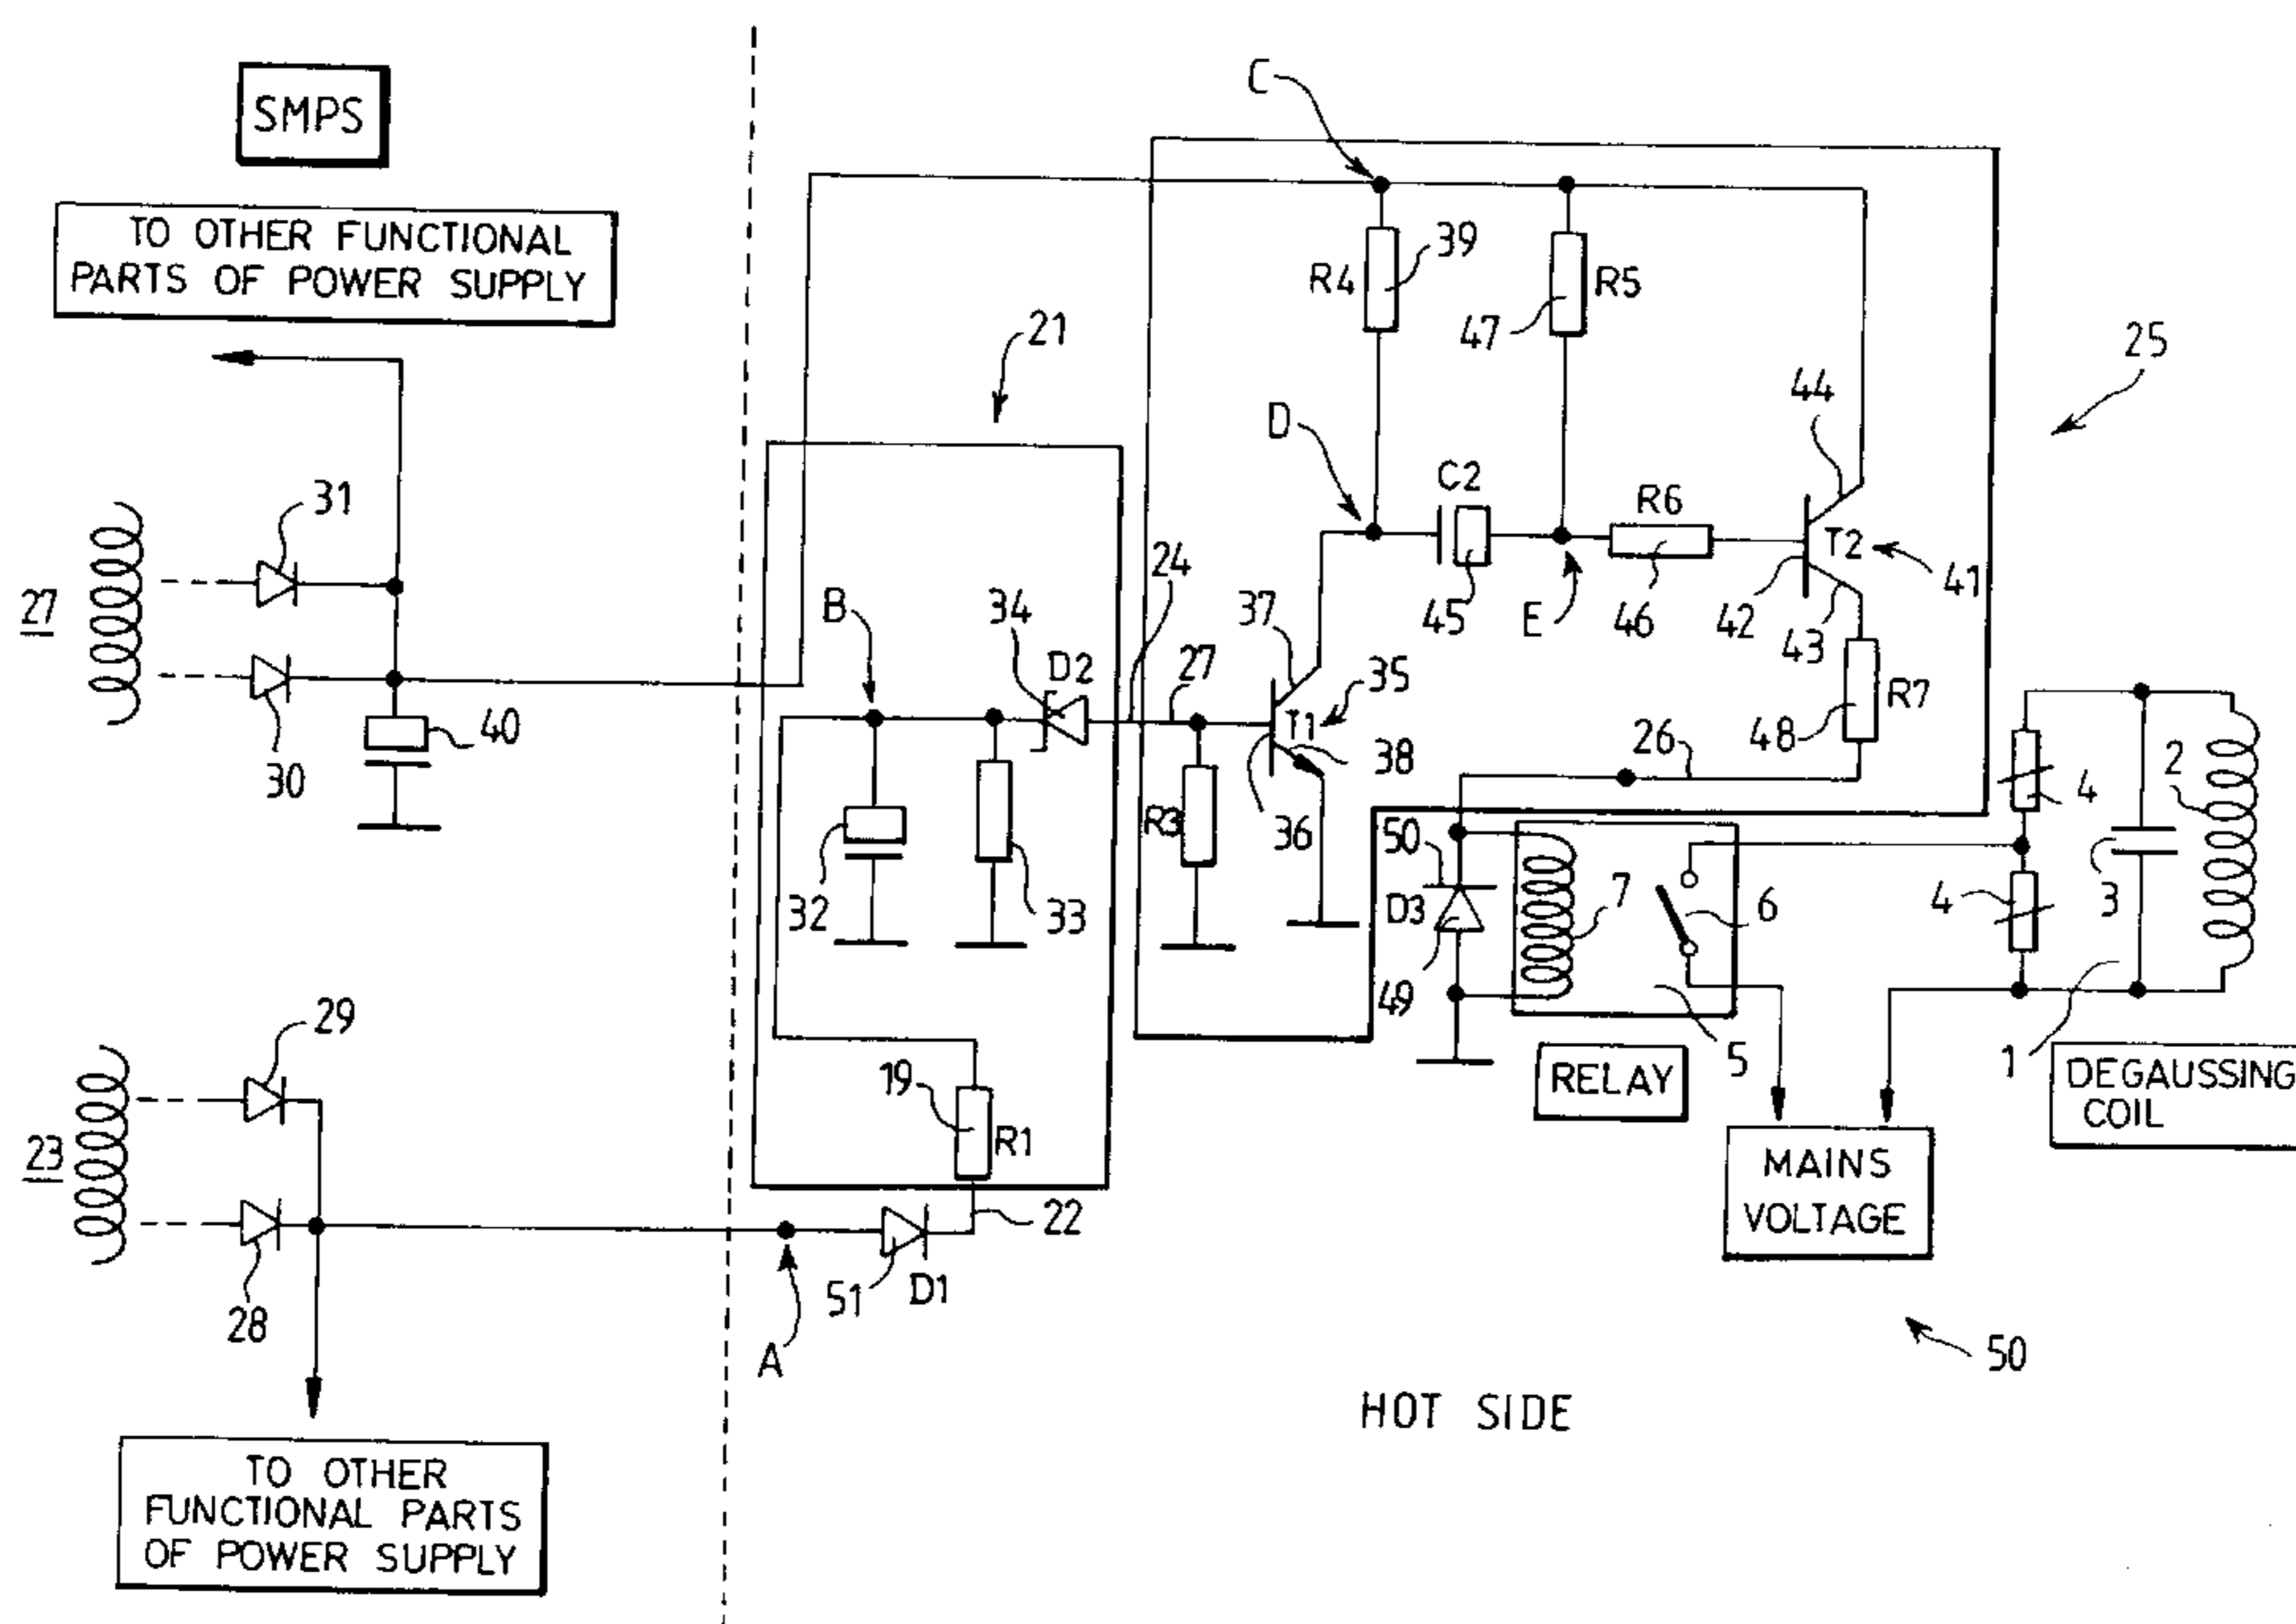 SMPS
TO OTHER FUNCTIONAL
PARTS OF POWER SUPPLY
27
31
30
40
23
29
28
TO OTHER
FUNCTIONAL PARTS
OF POWER SUPPLY
21
B
34
D2
32
33
19
R1
22
A
51
D1
C
R4
39
47
R5
25
44
D
C2
R6
T2
41
24
27
37
35
T1
45
E
46
42
43
R7
48
26
38
36
R3
50
D3
49
7
6
5
RELAY
4
4
2
3
1
DEGAUSSING
COIL
MAINS
VOLTAGE
50
HOT SIDE